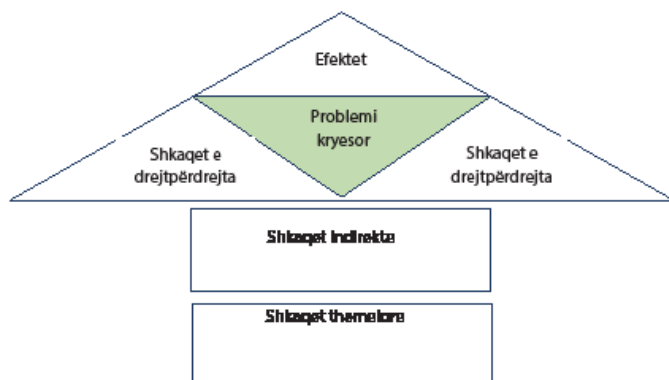 Efektet
Problemi
kryesor
Shkaqet e
drejtpërdrejta
Shkaqet e
drejtpërdrejta
Shkaqet indirekte
Shkaqet themelore